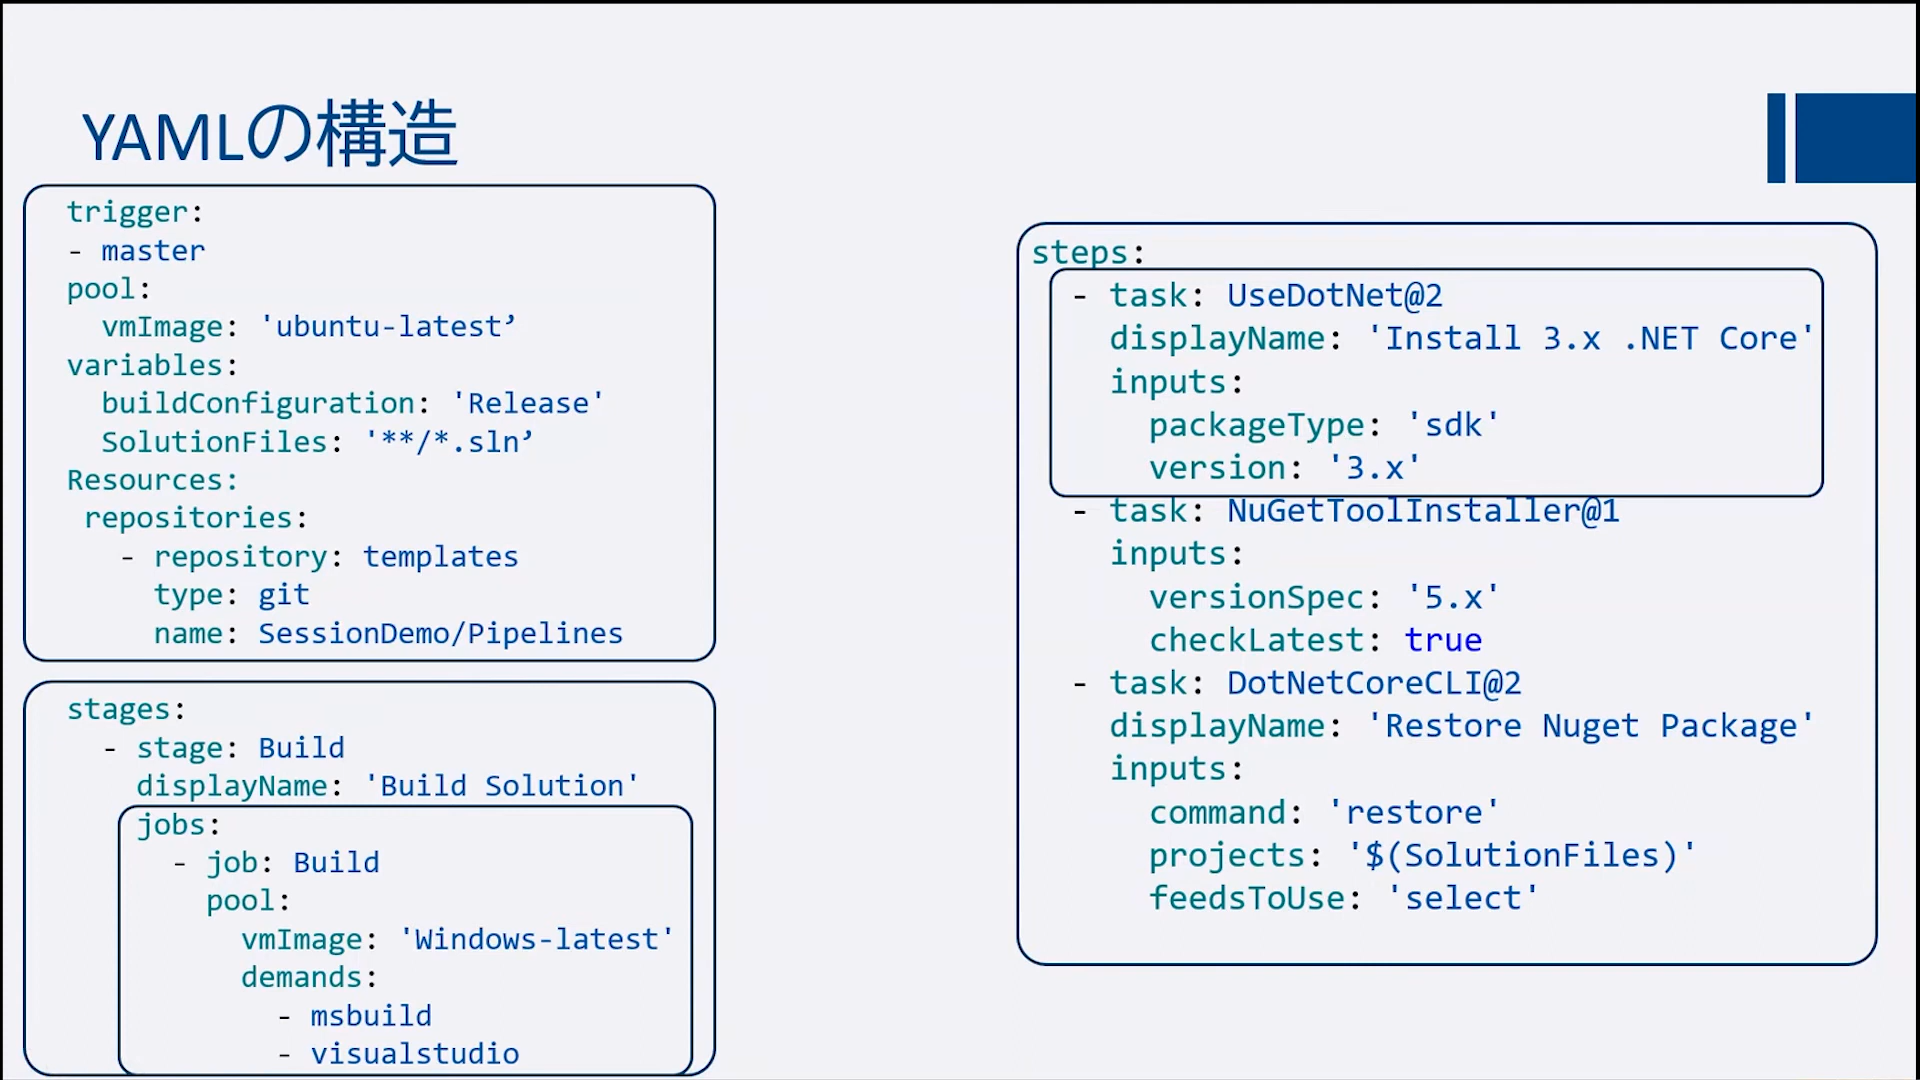 YAMLの構造
trigger:
- master
pool:
  vmImage: 'ubuntu-latest’
variables:
  buildConfiguration: 'Release'
  SolutionFiles: '**/*.sln’
Resources:
 repositories:
   - repository: templates
     type: git
     name: SessionDemo/Pipelines
stages:
  - stage: Build
    displayName: 'Build Solution'
    jobs:
      - job: Build
        pool:
          vmImage: 'Windows-latest'
          demands:
            - msbuild
            - visualstudio
steps:
  - task: UseDotNet@2
    displayName: 'Install 3.x .NET Core'
    inputs:
      packageType: 'sdk'
      version: '3.x'
  - task: NuGetToolInstaller@1
    inputs:
      versionSpec: '5.x'
      checkLatest: true
  - task: DotNetCoreCLI@2
    displayName: 'Restore Nuget Package'
    inputs:
      command: 'restore'
      projects: '$(SolutionFiles)'
      feedsToUse: 'select'